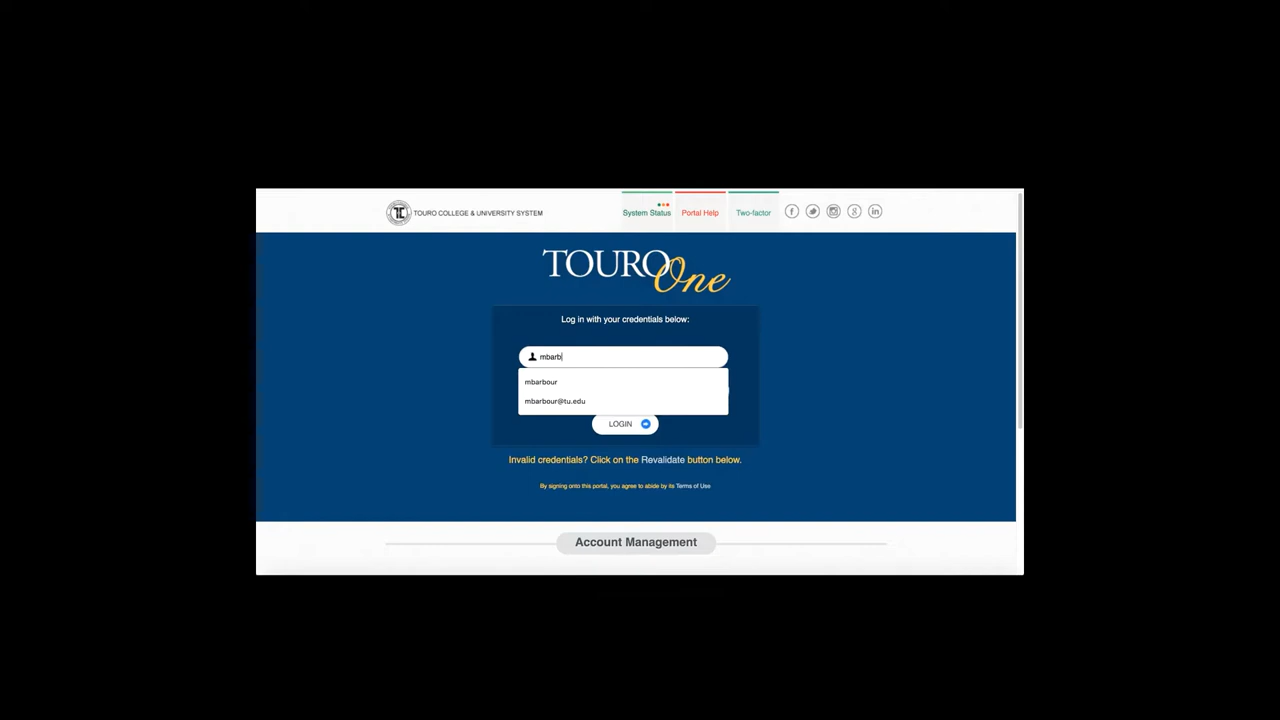 TOURO COLLEGE & UNIVERSITY SYSTEM
System Status
Portal Help
Two-factor
TOURO One
Log in with your credentials below:
mbarb
mbarbour
mbarbour@tu.edu
LOGIN
Invalid credentials? Click on the Revalidate button below.
By signing onto this portal, you agree to abide by its Terms of Use
Account Management